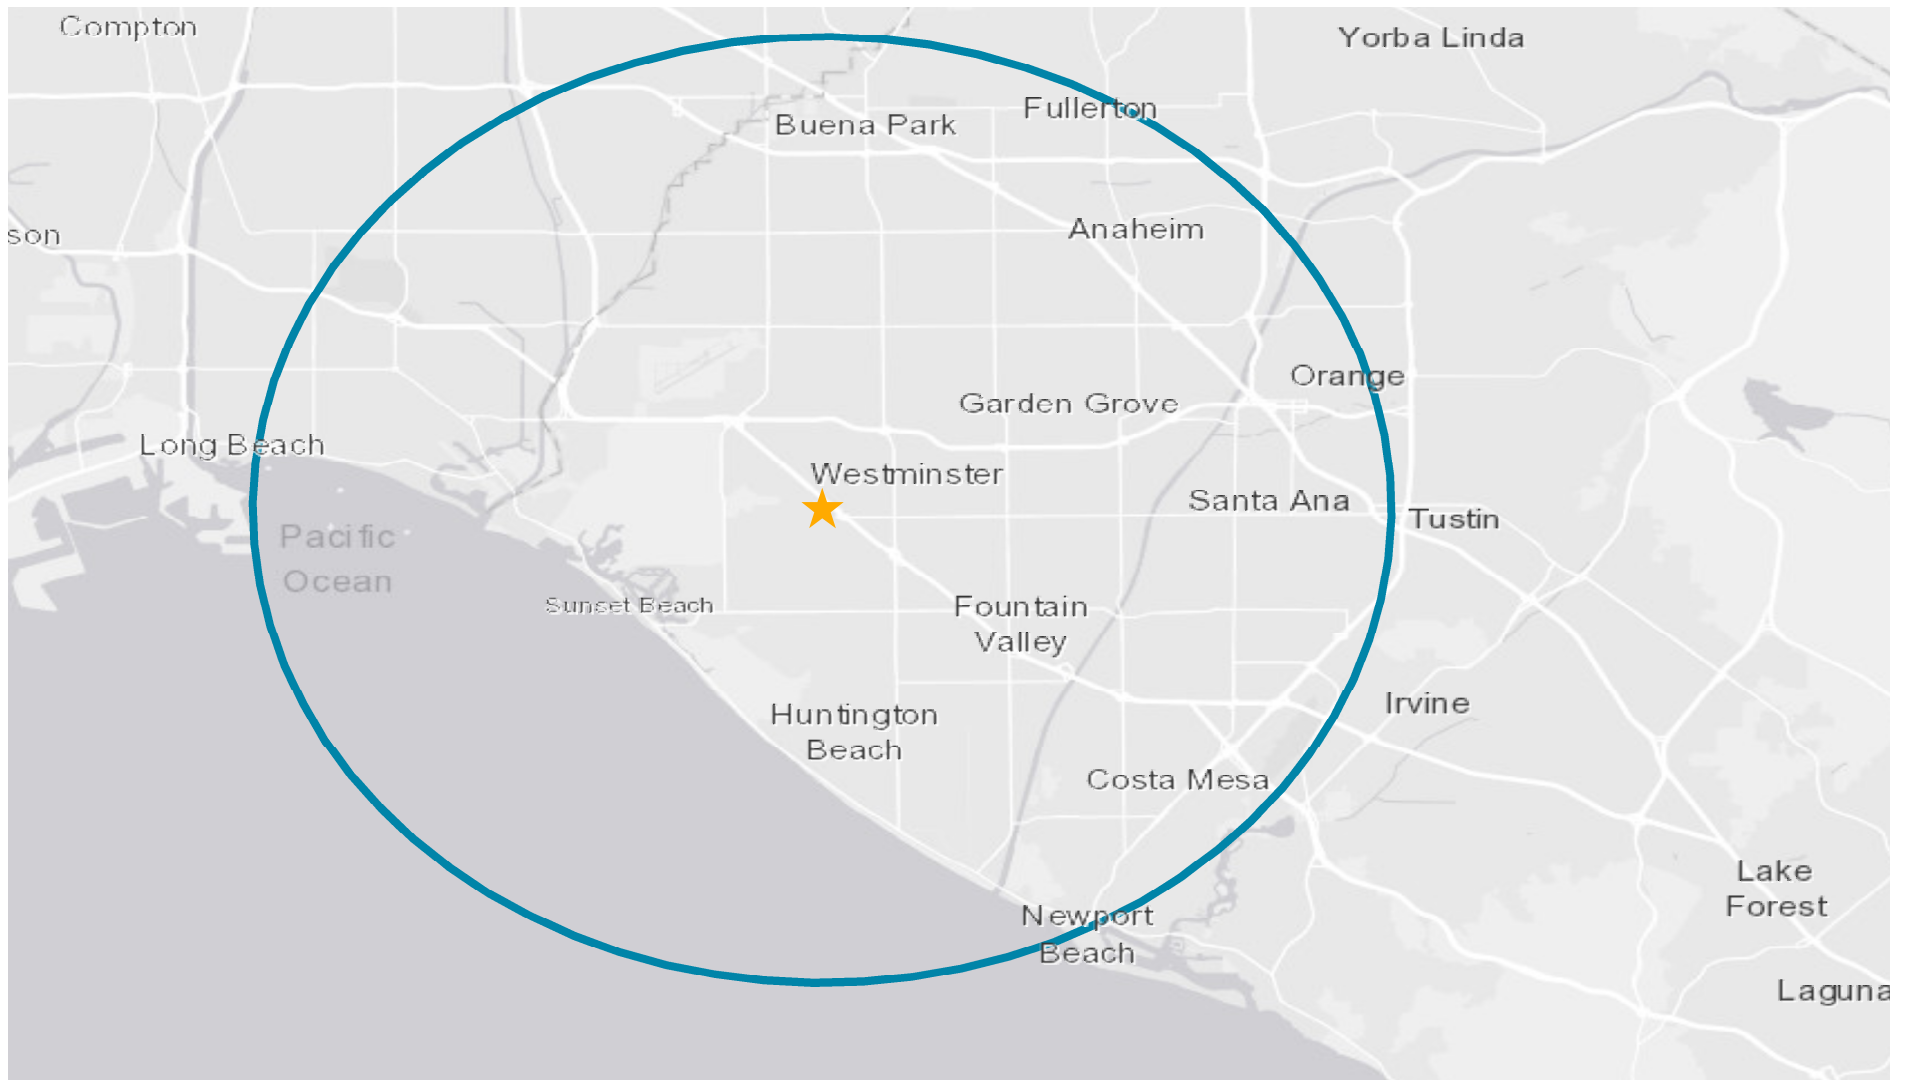 Compton
Yorba Linda
Fullerton
Buena Park
Anaheim
son
Orange
Garden Grove
Long Beach
Westminster
Santa Ana
Tustin
Pacific
Ocean
Sunset Beach
Fountain
Valley
Irvine
Huntington
Beach
Costa Mesa
Lake
Forest
Newport
Beach
Laguna